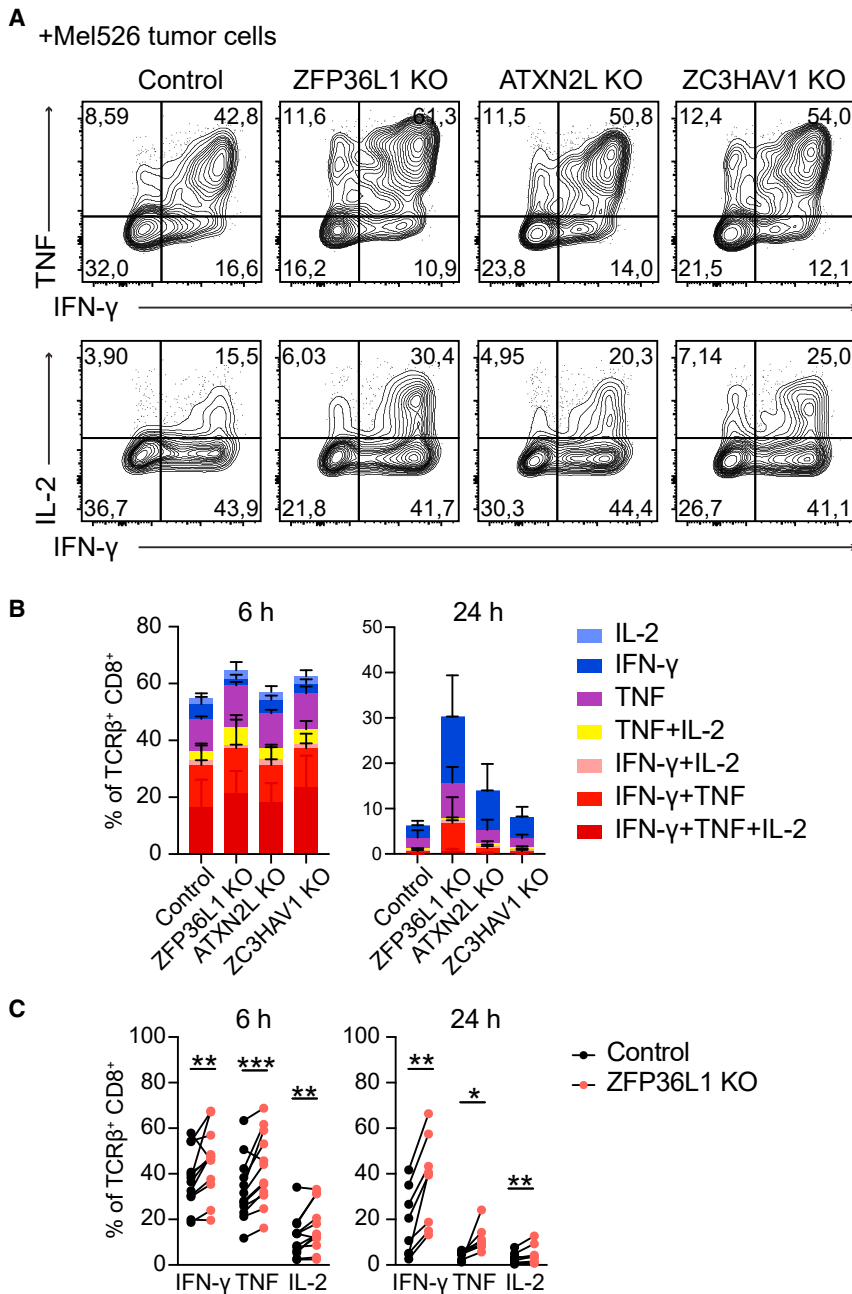 A
+Mel526 tumor cells
Control ZFP36L1 KO ATXN2L KO ZC3HAV1 KO
8,59 42,8 11,6 61,3 11,5 50,8 12,4 54,0
TNF
32,0 16,6 16,2 10,9 23,8 14,0 21,5 12,1
IFN-γ
3,90 15,5 6,03 30,4 4,95 20,3 7,14 25,0
IL-2
36,7 43,9 21,8 41,7 30,3 44,4 26,7 41,1
IFN-γ
B
6 h
% of TCRβ⁺ CD8⁺
80
60
40
20
0
Control
ZFP36L1 KO
ATXN2L KO
ZC3HAV1 KO
24 h
50
40
30
20
10
0
Control
ZFP36L1 KO
ATXN2L KO
ZC3HAV1 KO
IL-2
IFN-γ
TNF
TNF+IL-2
IFN-γ+IL-2
IFN-γ+TNF
IFN-γ+TNF+IL-2
C
6 h
% of TCRβ⁺ CD8⁺
100
80
60
40
20
0
** *** **
IFN-γ TNF IL-2
24 h
100
80
60
40
20
0
** * **
IFN-γ TNF IL-2
Control
ZFP36L1 KO